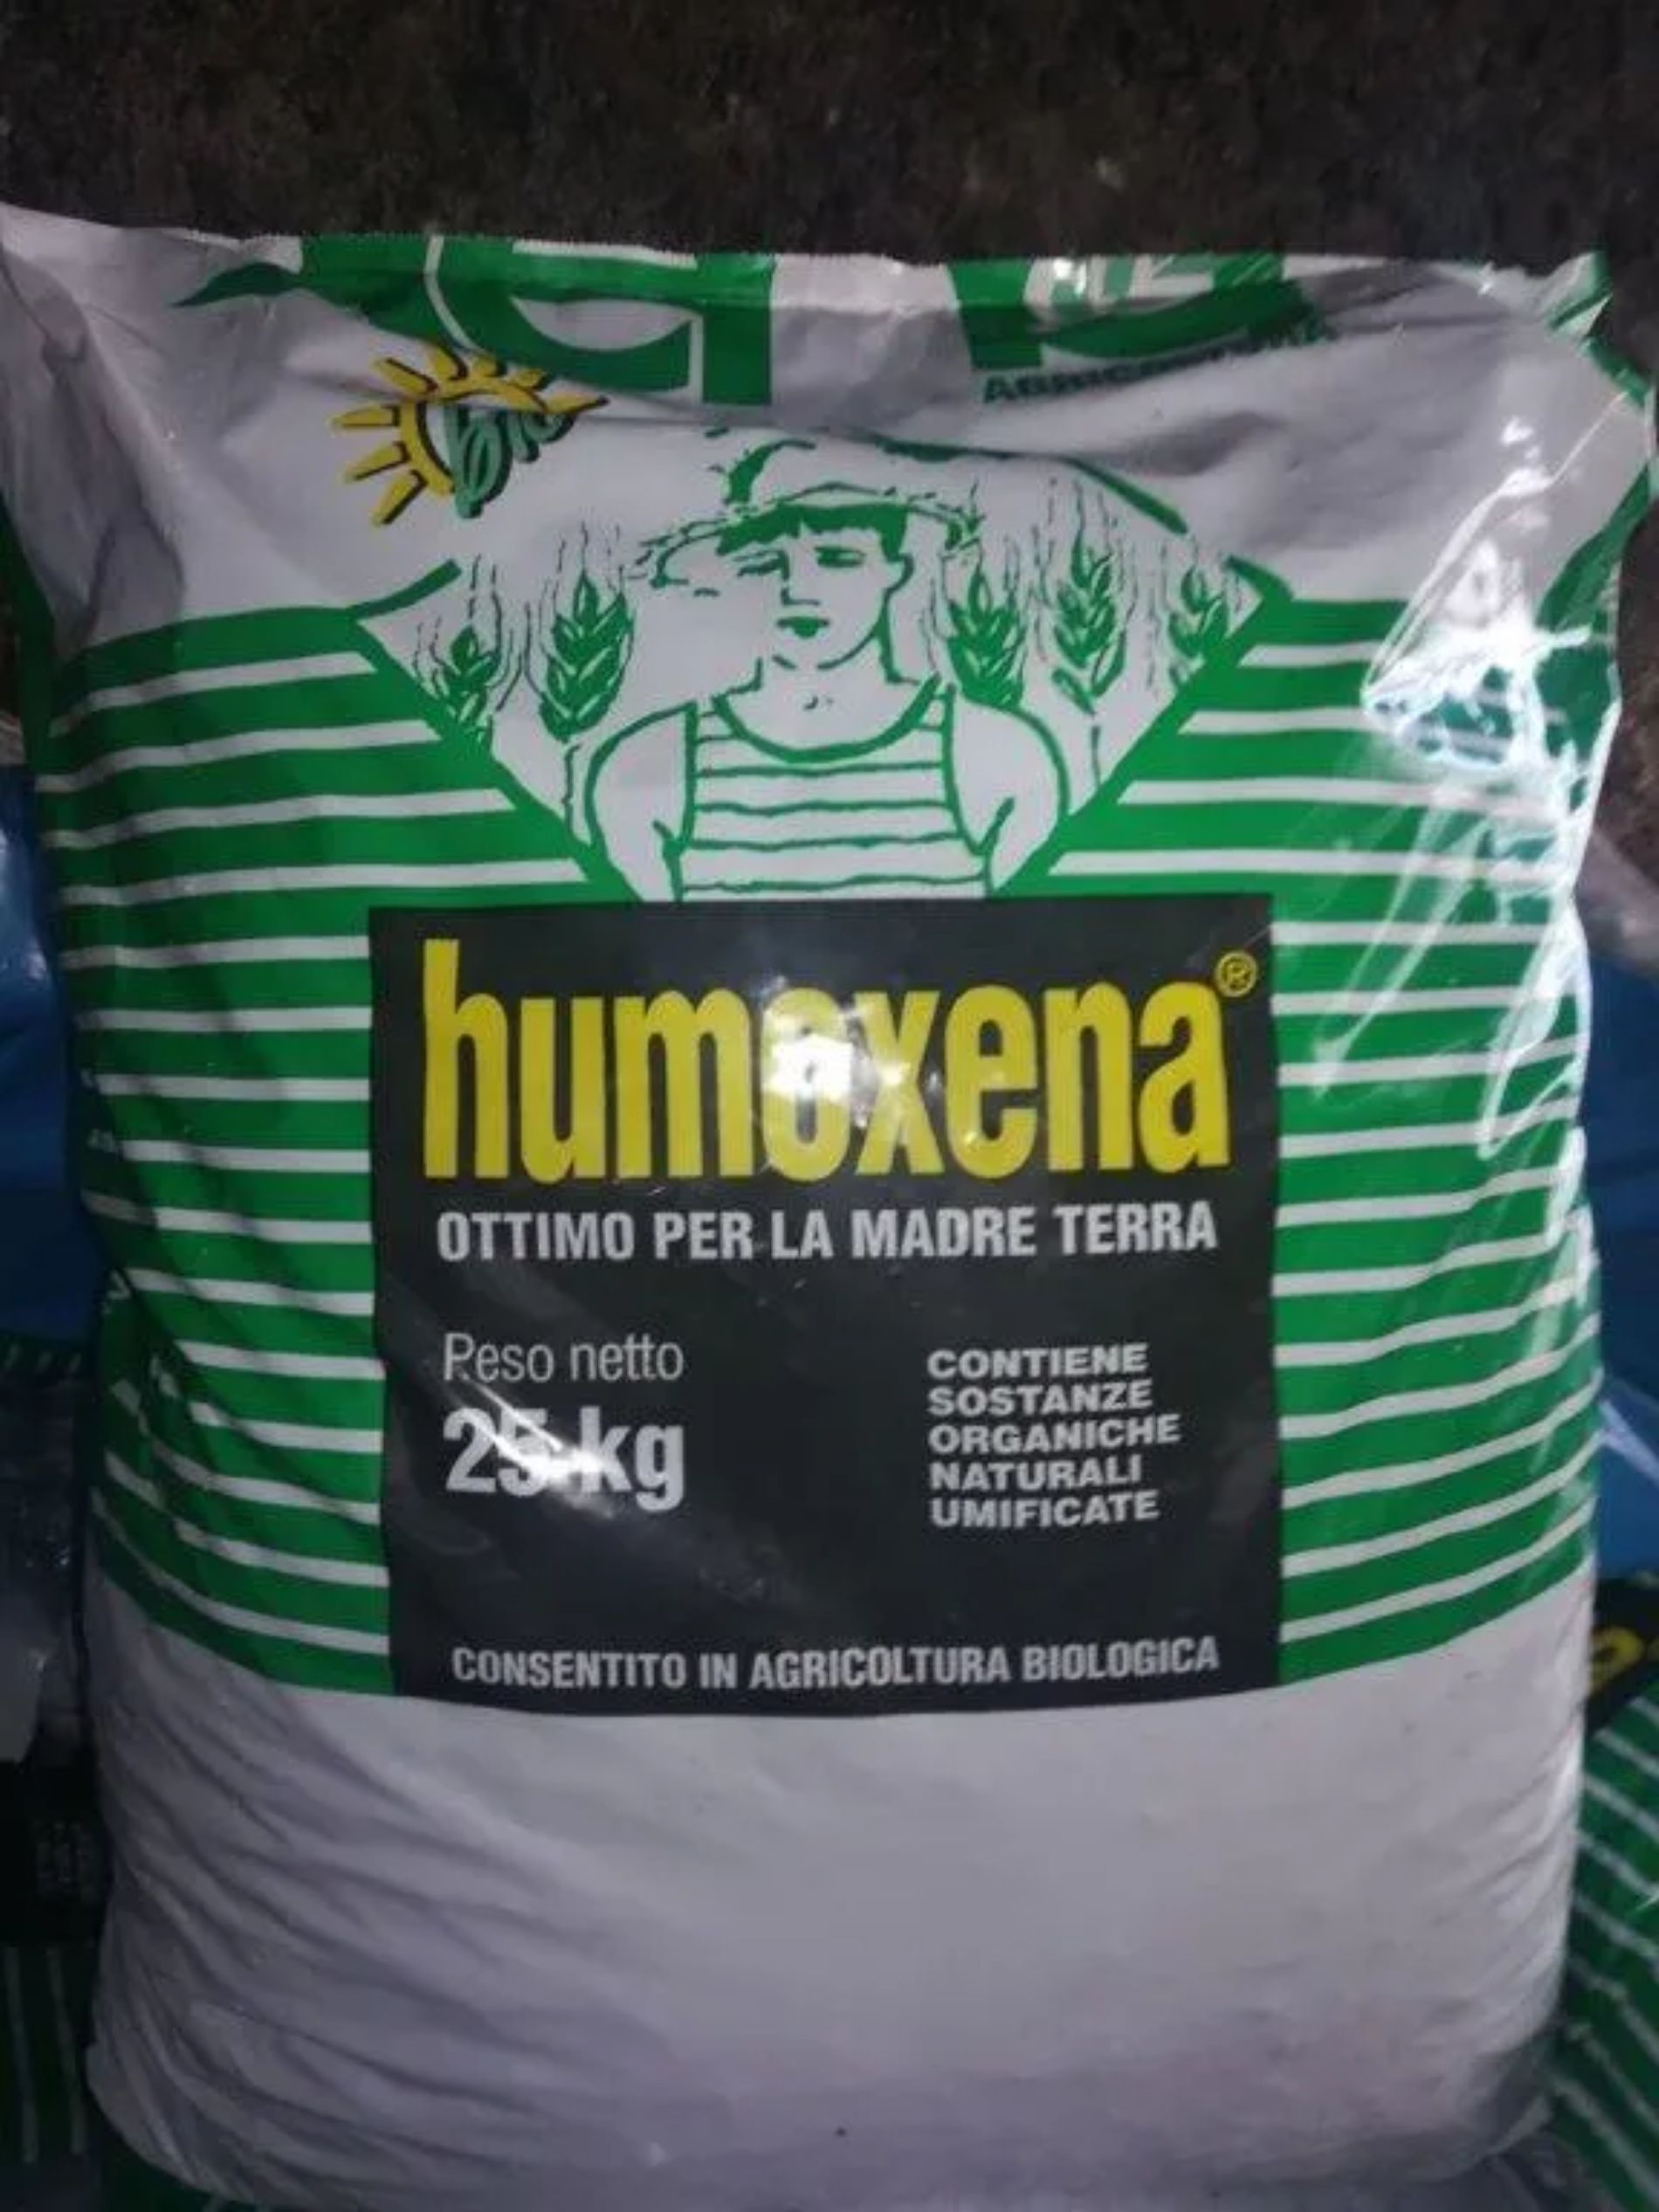 bio
humoxena®
OTTIMO PER LA MADRE TERRA
Peso netto
25 kg
CONTIENE
SOSTANZE
ORGANICHE
NATURALI
UMIFICATE
CONSENTITO IN AGRICOLTURA BIOLOGICA